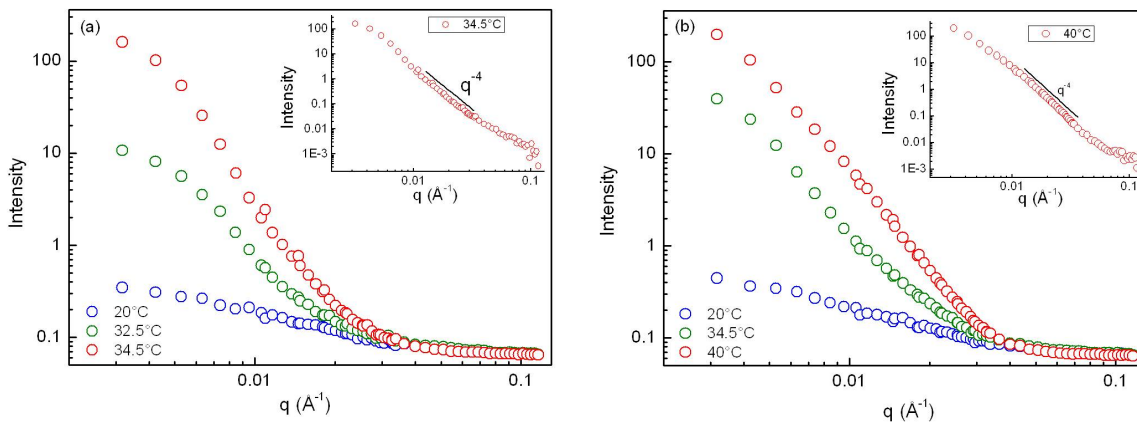 (a)
34.5°C
100
10
1
0.1
Intensity
100
10
1
0.1
0.01
1E-3
Intensity
q⁻⁴
0.01
0.1
q (Å⁻¹)
20°C
32.5°C
34.5°C
0.01
0.1
q (Å⁻¹)
(b)
40°C
100
10
1
0.1
Intensity
100
10
1
0.1
0.01
1E-3
Intensity
q⁻⁴
0.01
0.1
q (Å⁻¹)
20°C
34.5°C
40°C
0.01
0.1
q (Å⁻¹)